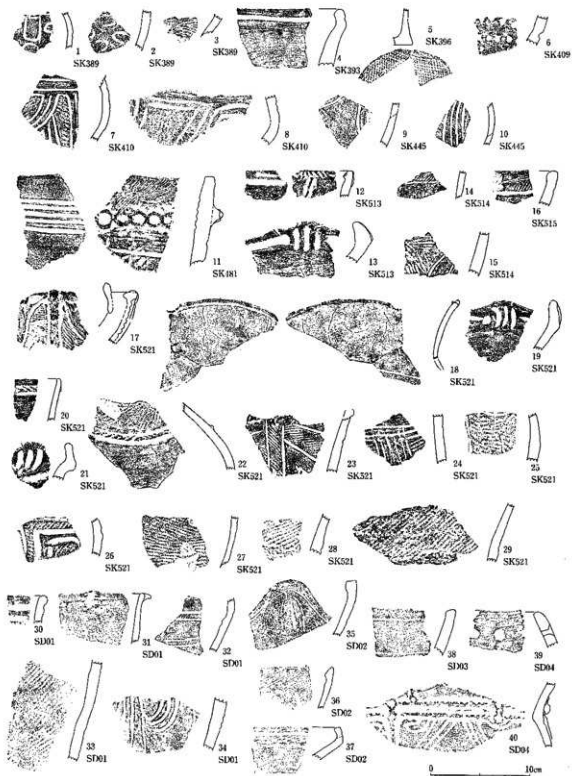 1
SK389
2
SK389
3
SK389
4
SK393
5
SK396
6
SK409
7
SK410
8
SK410
9
SK445
10
SK445
11
SK481
12
SK513
13
SK513
14
SK514
15
SK514
16
SK515
17
SK521
18
SK521
19
SK521
20
SK521
21
SK521
22
SK521
23
SK521
24
SK521
25
SK521
26
SK521
27
SK521
28
SK521
29
SK521
30
SD01
31
SD01
32
SD01
33
SD01
34
SD01
35
SD02
36
SD02
37
SD02
38
SD03
39
SD04
40
SD04
0 10cm